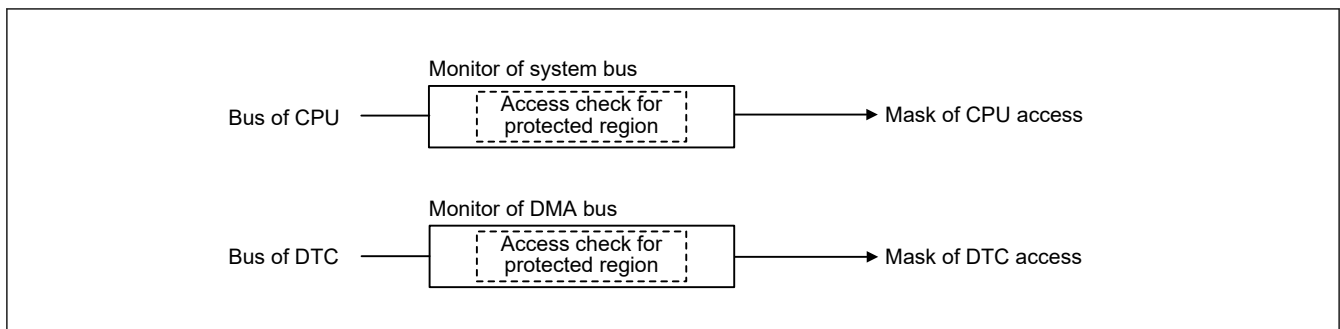 Monitor of system bus
Bus of CPU
Access check for
protected region
Mask of CPU access
Monitor of DMA bus
Bus of DTC
Access check for
protected region
Mask of DTC access